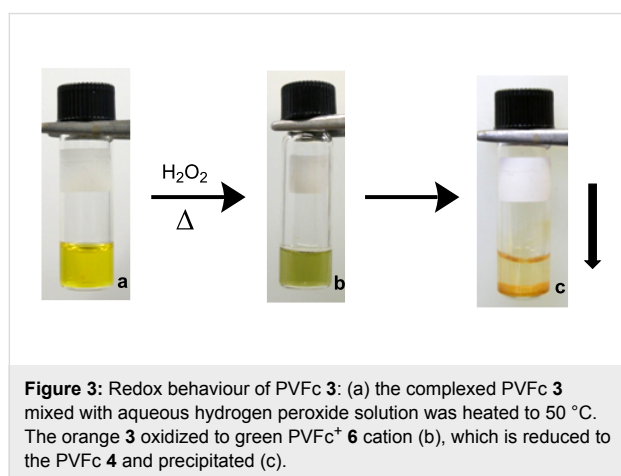 H₂O₂
Δ
a
b
c
Figure 3: Redox behaviour of PVFc 3: (a) the complexed PVFc 3
mixed with aqueous hydrogen peroxide solution was heated to 50 °C.
The orange 3 oxidized to green PVFc⁺ 6 cation (b), which is reduced to
the PVFc 4 and precipitated (c).